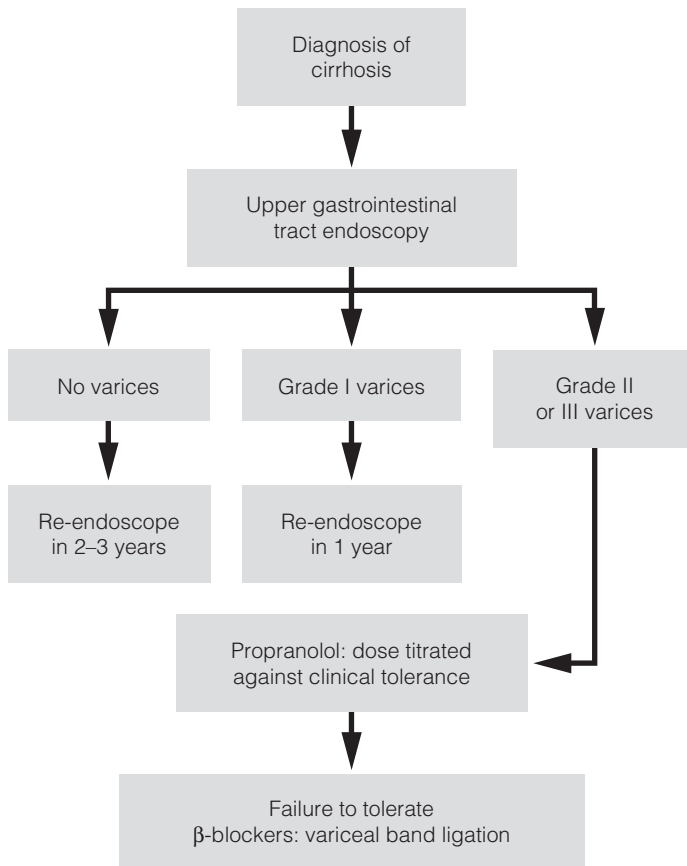 Diagnosis of
cirrhosis
Upper gastrointestinal
tract endoscopy
No varices
Grade I varices
Grade II
or III varices
Re-endoscope
in 2–3 years
Re-endoscope
in 1 year
Propranolol: dose titrated
against clinical tolerance
Failure to tolerate
β-blockers: variceal band ligation